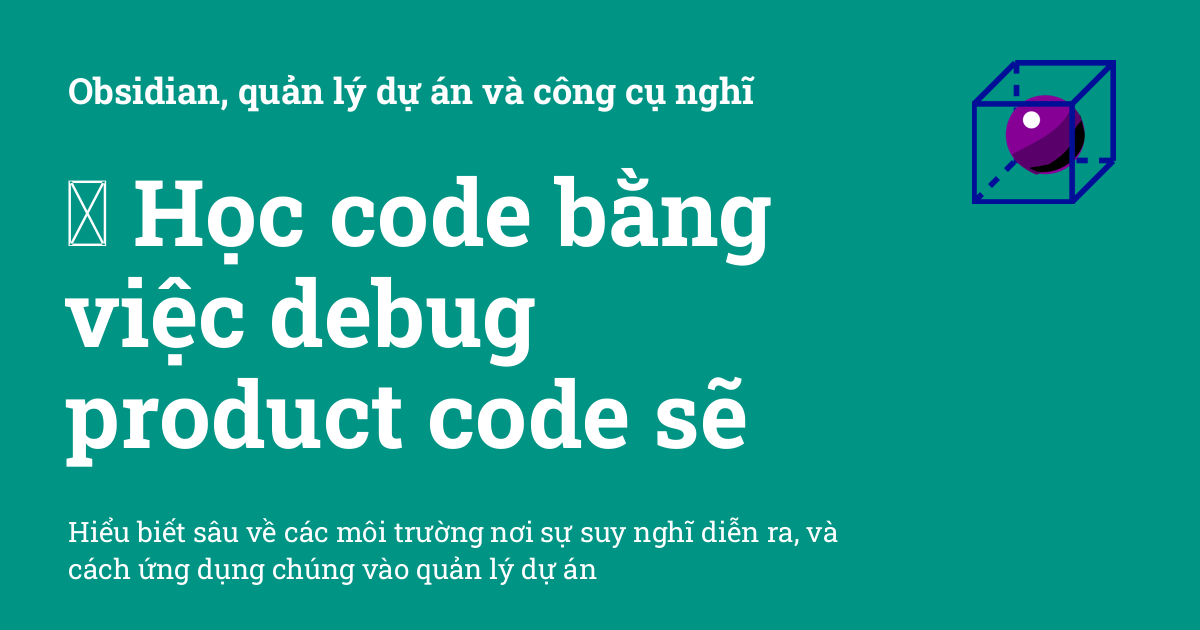 Obsidian, quản lý dự án và công cụ nghĩ
Học code bằng
việc debug
product code sẽ
Hiểu biết sâu về các môi trường nơi sự suy nghĩ diễn ra, và
cách ứng dụng chúng vào quản lý dự án